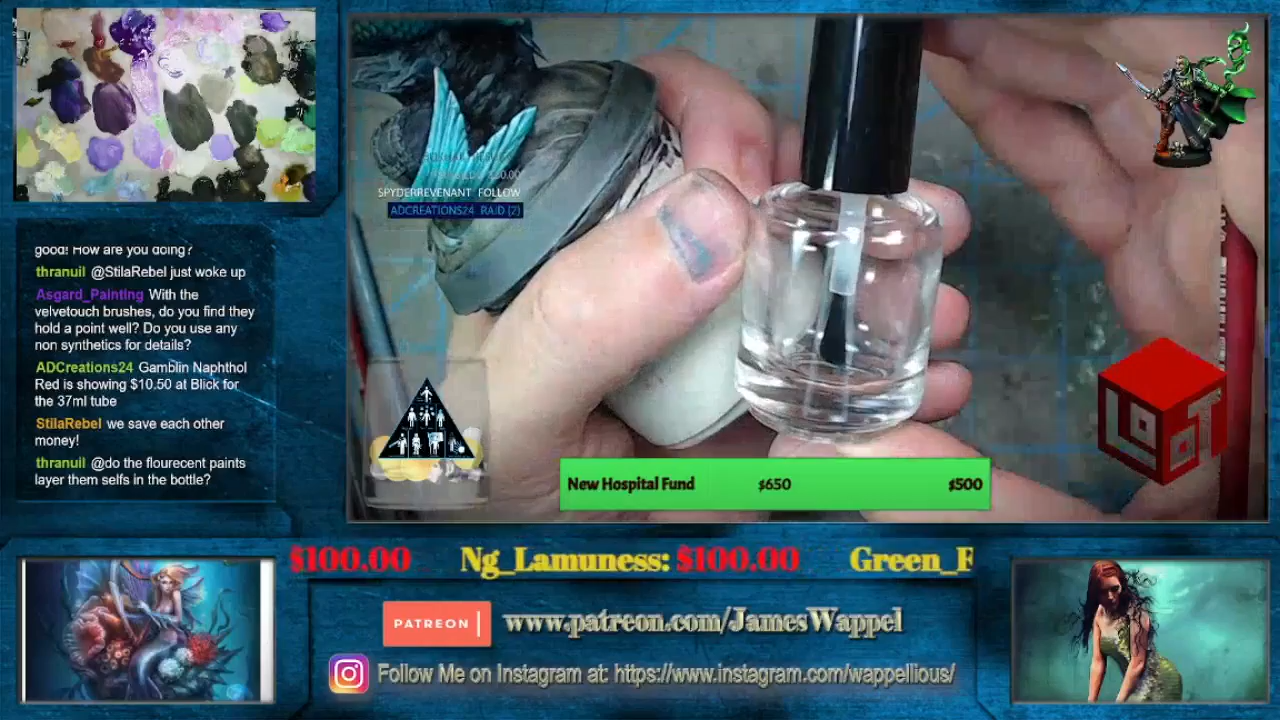 SPYDERREVENANT FOLLOW
ADCREATIONS24 RAID (2)
good! How are you doing?
thranuil @StilaRebel just woke up
Asgard_Painting With the
velvetouch brushes, do you find they
hold a point well? Do you use any
non synthetics for details?
ADCreations24 Gamblin Naphthol
Red is showing $10.50 at Blick for
the 37ml tube
StilaRebel we save each other
money!
thranuil @do the flourecent paints
layer them selfs in the bottle?
LOOT
New Hospital Fund $650 $500
$100.00 Ng_Lamuness: $100.00 Green_F
PATREON www.patreon.com/JamesWappel
Follow Me on Instagram at: https://www.instagram.com/wappellious/